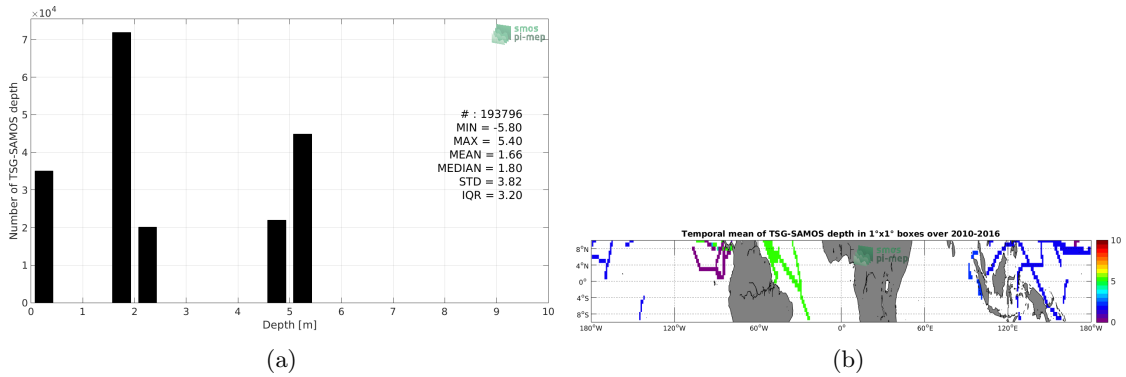 ×10⁴
7
6
5
4
3
2
1
0
Number of TSG-SAMOS depth
smos
pi-mep
# : 193796
MIN = -5.80
MAX = 5.40
MEAN = 1.66
MEDIAN = 1.80
STD = 3.82
IQR = 3.20
0 1 2 3 4 5 6 7 8 9 10
Depth [m]
(a)
Temporal mean of TSG-SAMOS depth in 1°x1° boxes over 2010-2016
smos
pi-mep
8°N
4°N
0°
4°S
8°S
180°W 120°W 60°W 0° 60°E 120°E 180°W
10
5
0
(b)